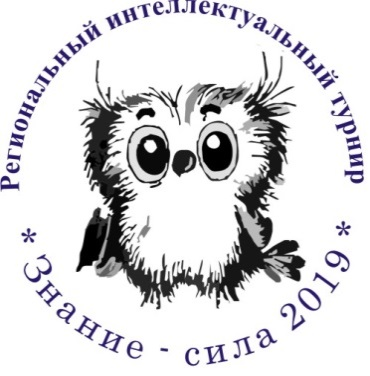 Региональный интеллектуальный турнир
* Знание - сила 2019 *